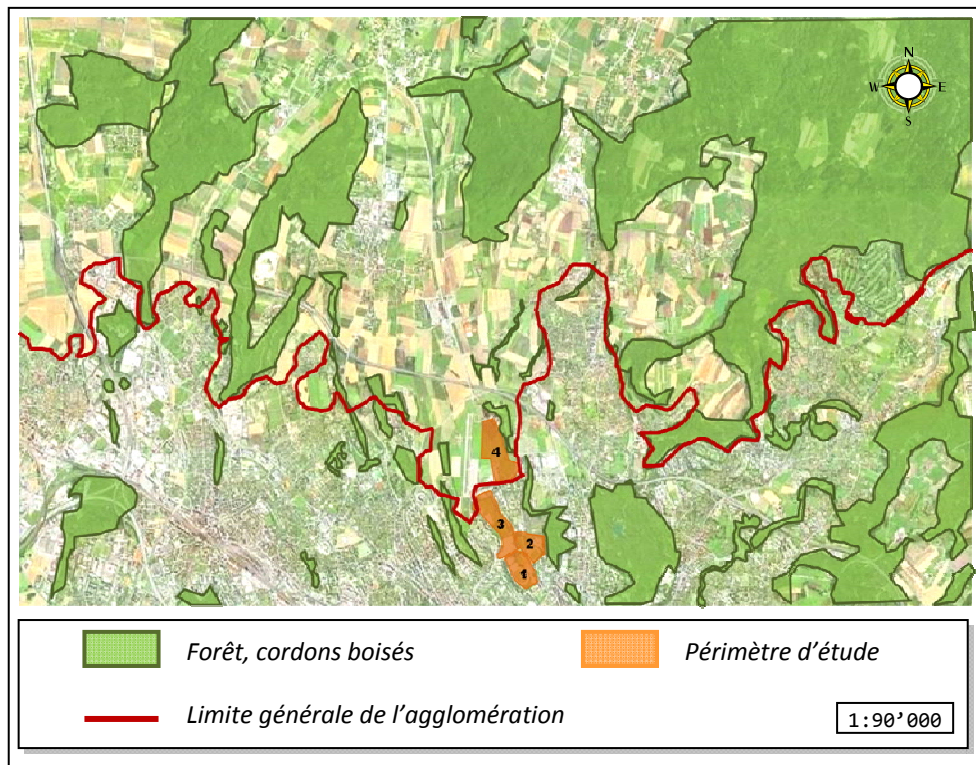 N
W E
S
4
3
2
1
Forêt, cordons boisés
Périmètre d’étude
Limite générale de l’agglomération
1:90’000